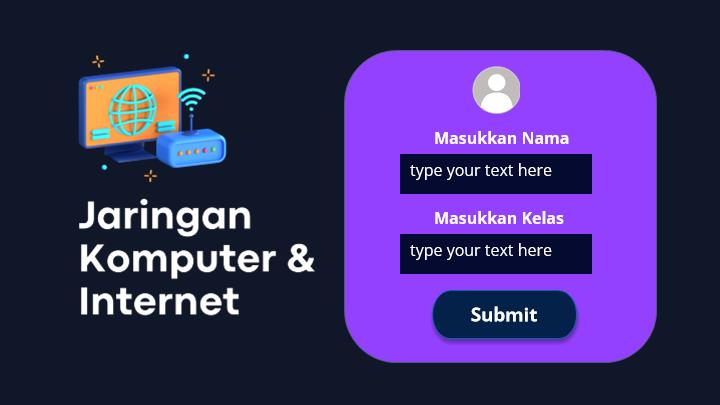 Jaringan
Komputer &
Internet
Masukkan Nama
type your text here
Masukkan Kelas
type your text here
Submit